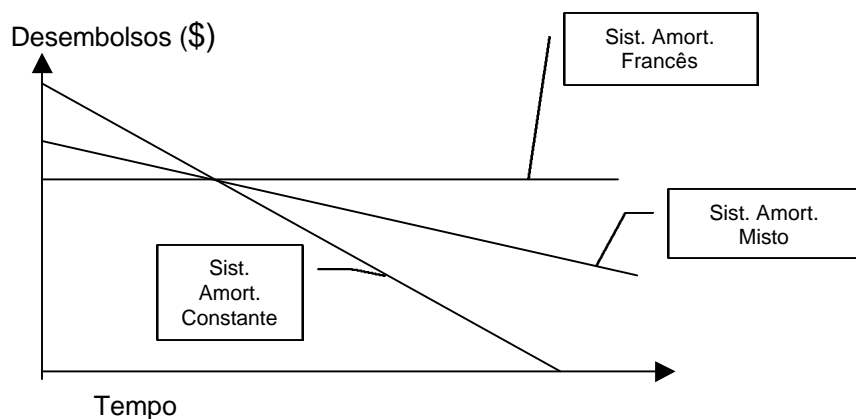 Desembolsos ($)
Sist. Amort.
Francês
Sist. Amort.
Misto
Sist.
Amort.
Constante
Tempo